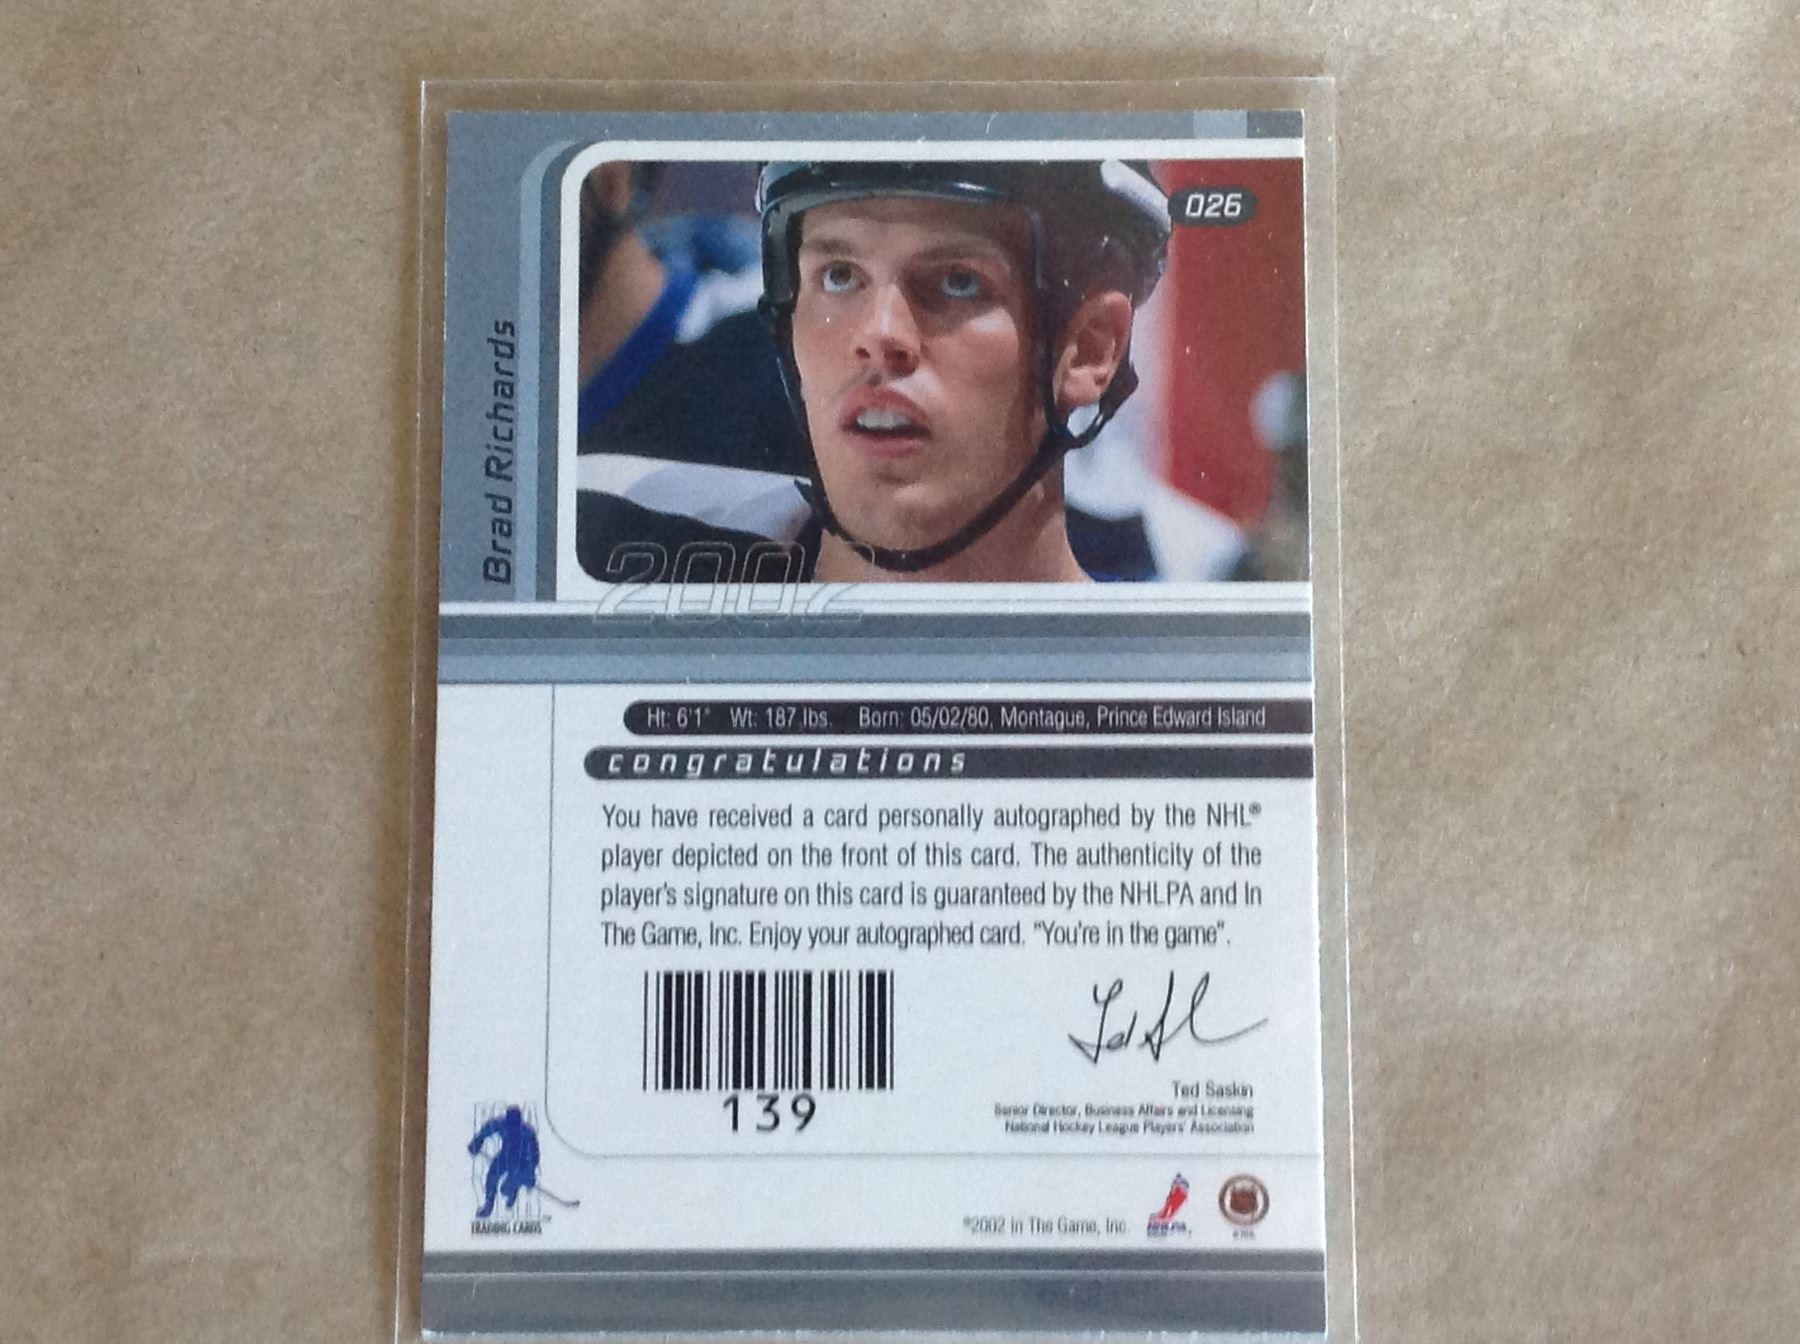 026
Brad Richards
2002
Ht: 6'1" Wt: 187 lbs. Born: 05/02/80, Montague, Prince Edward Island
congratulations
You have received a card personally autographed by the NHL®
player depicted on the front of this card. The authenticity of the
player's signature on this card is guaranteed by the NHLPA and In
The Game, Inc. Enjoy your autographed card. "You're in the game".
139
Ted Saskin
Senior Director, Business Affairs and Licensing
National Hockey League Players' Association
TRADING CARDS
©2002 In The Game, Inc.
NHLPA